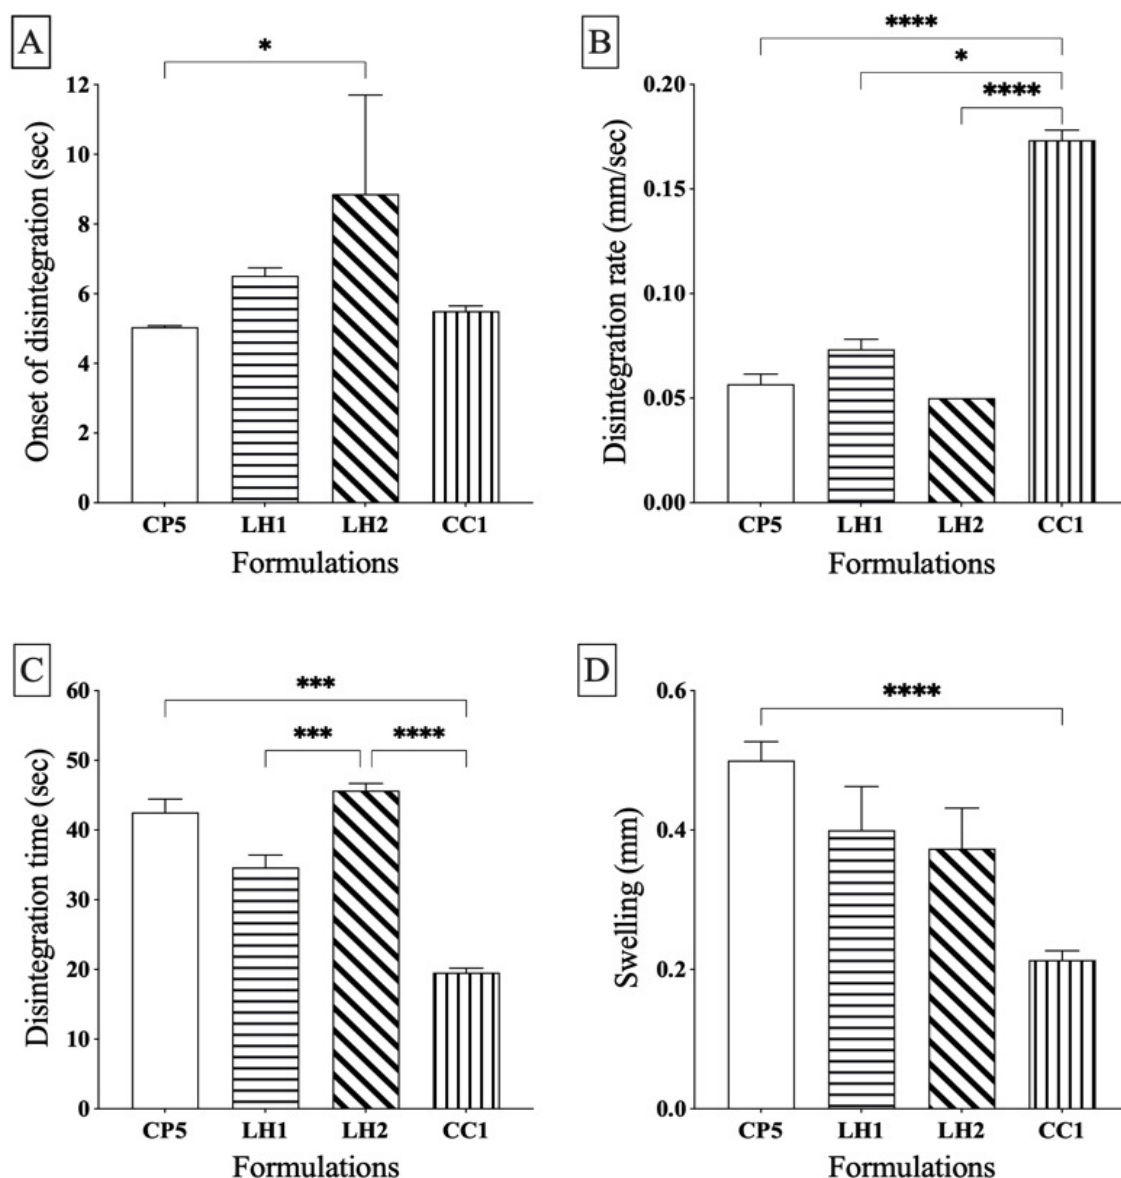 A
*
12
10
8
6
4
2
0
Onset of disintegration (sec)
CP5 LH1 LH2 CC1
Formulations
B
****
*
****
0.20
0.15
0.10
0.05
0.00
Disintegration rate (mm/sec)
CP5 LH1 LH2 CC1
Formulations
C
***
*** ****
60
50
40
30
20
10
0
Disintegration time (sec)
CP5 LH1 LH2 CC1
Formulations
D
****
0.6
0.4
0.2
0.0
Swelling (mm)
CP5 LH1 LH2 CC1
Formulations